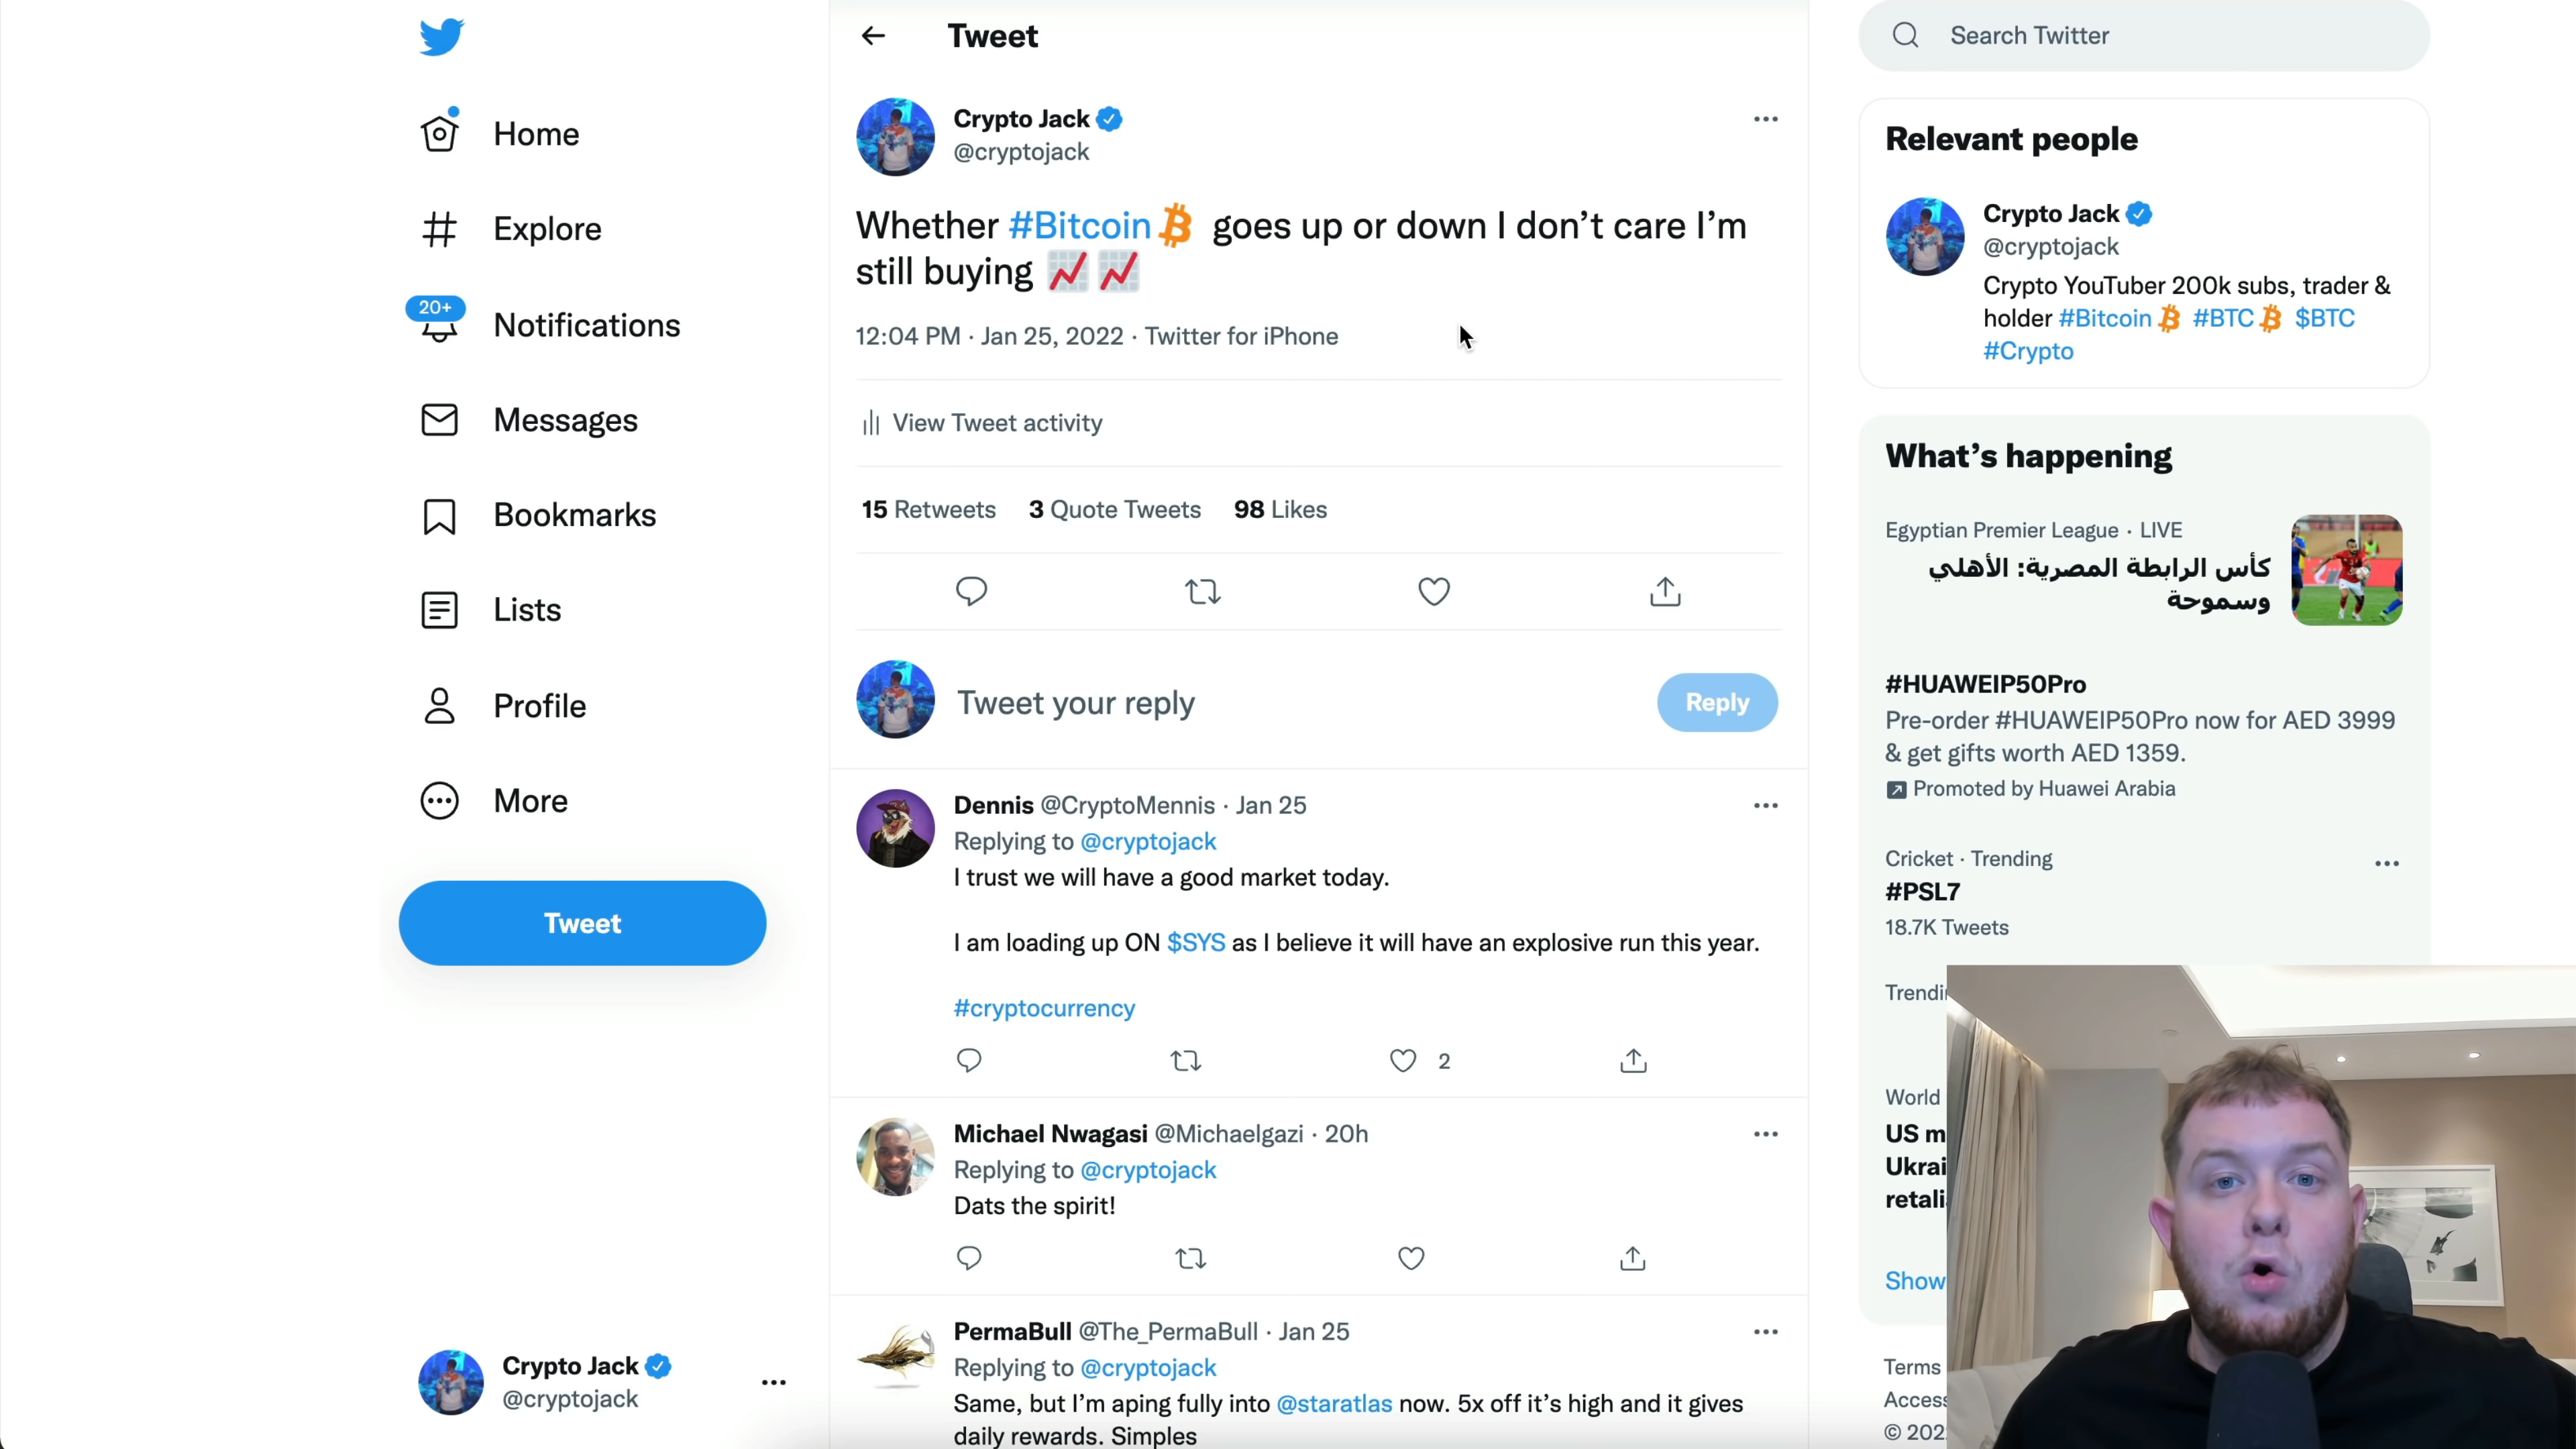 Home
Explore
20+
Notifications
Messages
Bookmarks
Lists
Profile
More
Tweet
Crypto Jack
@cryptojack
Tweet
Crypto Jack
@cryptojack
Whether #Bitcoin goes up or down I don’t care I’m
still buying
12:04 PM · Jan 25, 2022 · Twitter for iPhone
View Tweet activity
15 Retweets 3 Quote Tweets 98 Likes
Tweet your reply
Reply
Dennis @CryptoMennis · Jan 25
Replying to @cryptojack
I trust we will have a good market today.
I am loading up ON $SYS as I believe it will have an explosive run this year.
#cryptocurrency
2
Michael Nwagasi @Michaelgazi · 20h
Replying to @cryptojack
Dats the spirit!
PermaBull @The_PermaBull · Jan 25
Replying to @cryptojack
Same, but I’m aping fully into @staratlas now. 5x off it’s high and it gives
daily rewards. Simples
Search Twitter
Relevant people
Crypto Jack
@cryptojack
Crypto YouTuber 200k subs, trader &
holder #Bitcoin #BTC $BTC
#Crypto
What’s happening
Egyptian Premier League · LIVE
كأس الرابطة المصرية: الأهلي
وسموحة
#HUAWEIP50Pro
Pre-order #HUAWEIP50Pro now for AED 3999
& get gifts worth AED 1359.
Promoted by Huawei Arabia
Cricket · Trending
#PSL7
18.7K Tweets
World
US
Show
Terms
© 202